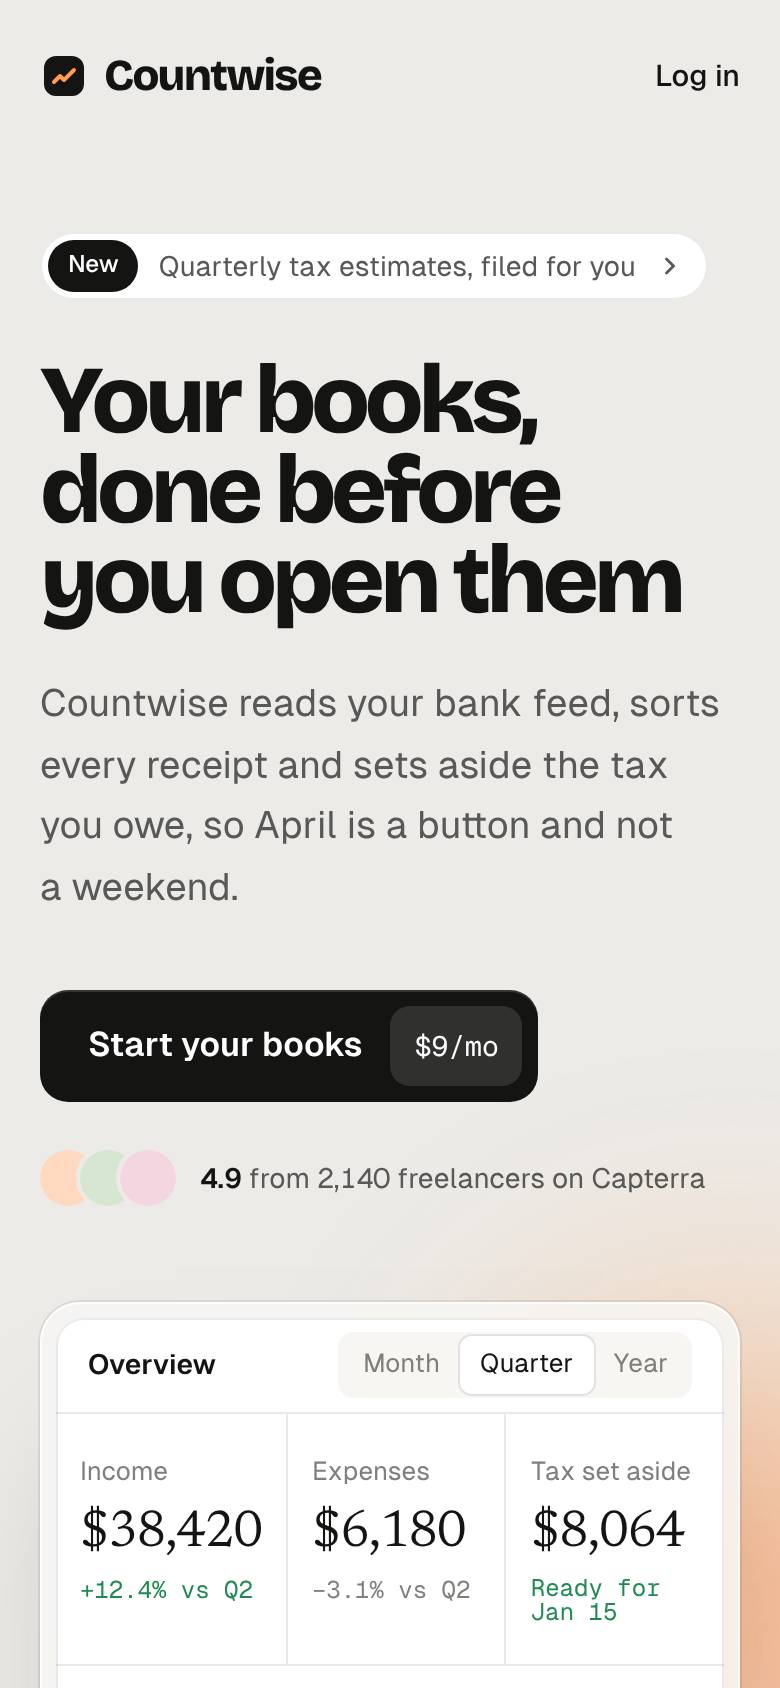 Countwise
Log in
New
Quarterly tax estimates, filed for you
Your books,
done before
you open them
Countwise reads your bank feed, sorts
every receipt and sets aside the tax
you owe, so April is a button and not
a weekend.
Start your books
$9/mo
4.9 from 2,140 freelancers on Capterra
Overview
Month
Quarter
Year
Income
$38,420
+12.4% vs Q2
Expenses
$6,180
−3.1% vs Q2
Tax set aside
$8,064
Ready for
Jan 15